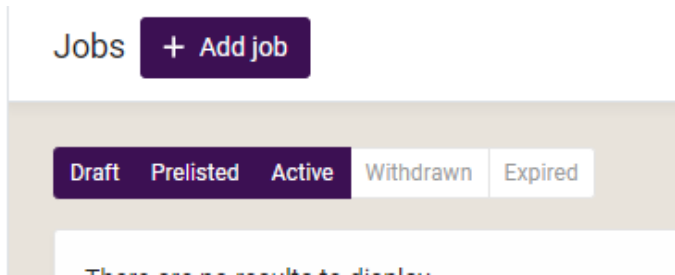 Jobs + Add job
Draft Prelisted Active Withdrawn Expired
There are no results to display